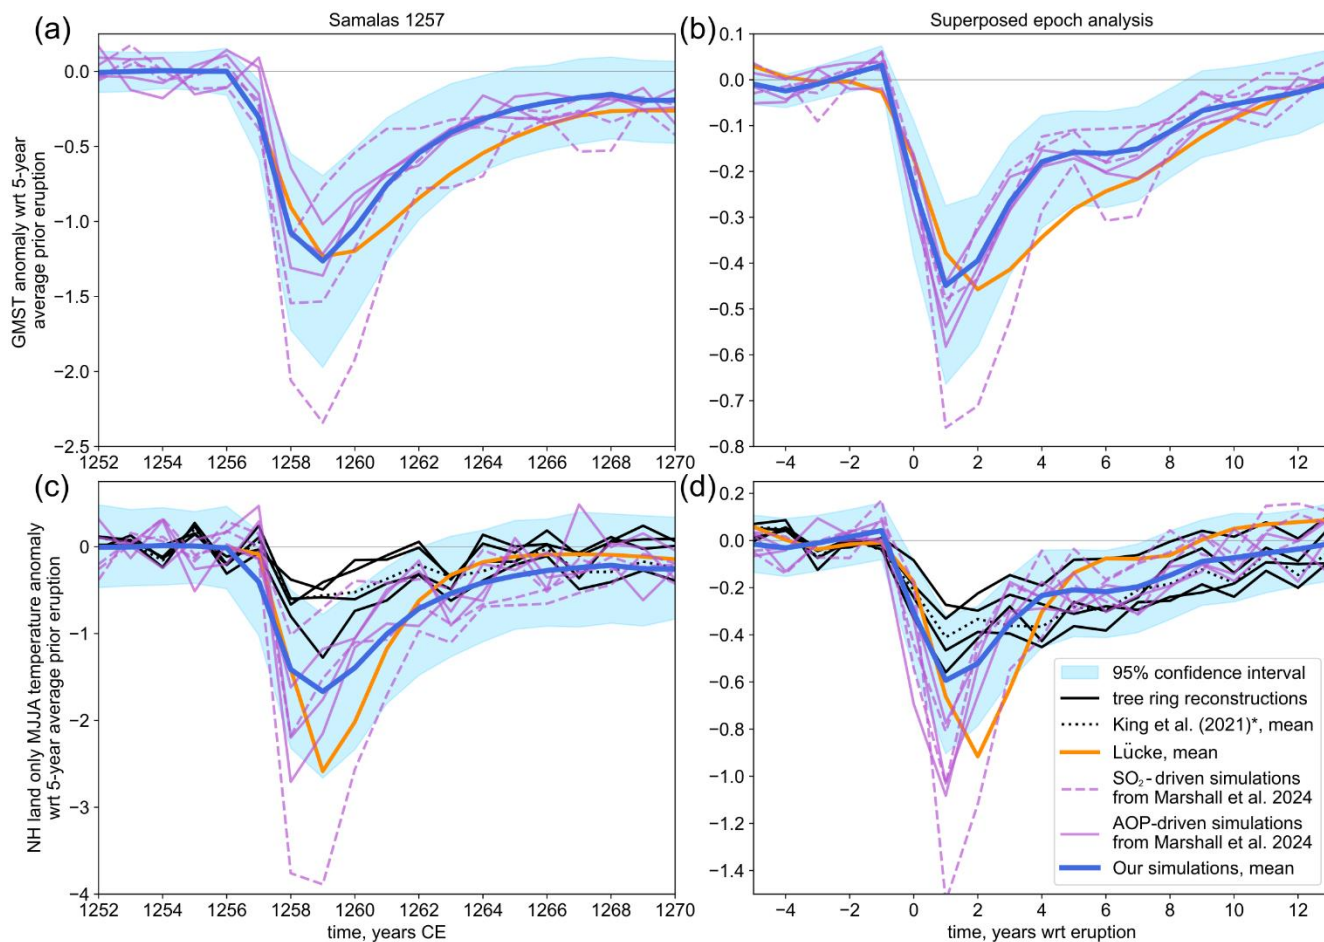 (a)
Samalas 1257
0.0
−0.5
−1.0
−1.5
−2.0
−2.5
1252 1254 1256 1258 1260 1262 1264 1266 1268 1270
GMST anomaly wrt 5-year
average prior eruption
(b)
Superposed epoch analysis
0.1
0.0
−0.1
−0.2
−0.3
−0.4
−0.5
−0.6
−0.7
−0.8
−4 −2 0 2 4 6 8 10 12
(c)
0
−1
−2
−3
−4
1252 1254 1256 1258 1260 1262 1264 1266 1268 1270
time, years CE
NH land only MJJA temperature anomaly
wrt 5-year average prior eruption
(d)
0.2
0.0
−0.2
−0.4
−0.6
−0.8
−1.0
−1.2
−1.4
−4 −2 0 2 4 6 8 10 12
time, years wrt eruption
95% confidence interval
tree ring reconstructions
King et al. (2021)*, mean
Lücke, mean
SO₂-driven simulations
from Marshall et al. 2024
AOP-driven simulations
from Marshall et al. 2024
Our simulations, mean